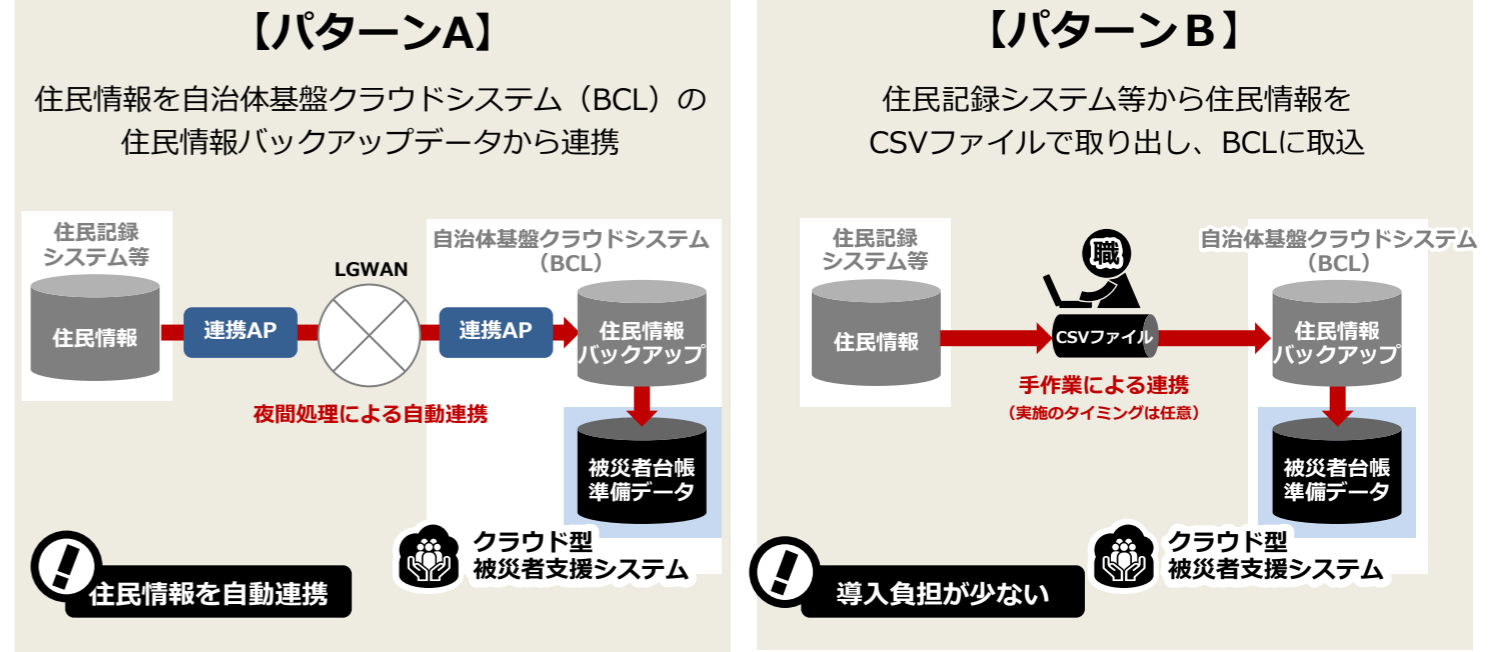 【パターンA】
住民情報を自治体基盤クラウドシステム（BCL）の
住民情報バックアップデータから連携
住民記録
システム等
住民情報
連携AP
LGWAN
連携AP
自治体基盤クラウドシステム
（BCL）
住民情報
バックアップ
夜間処理による自動連携
被災者台帳
準備データ
クラウド型
被災者支援システム
住民情報を自動連携
【パターンＢ】
住民記録システム等から住民情報を
CSVファイルで取り出し、BCLに取込
住民記録
システム等
住民情報
職
CSVファイル
手作業による連携
（実施のタイミングは任意）
自治体基盤クラウドシステム
（BCL）
住民情報
バックアップ
被災者台帳
準備データ
クラウド型
被災者支援システム
導入負担が少ない